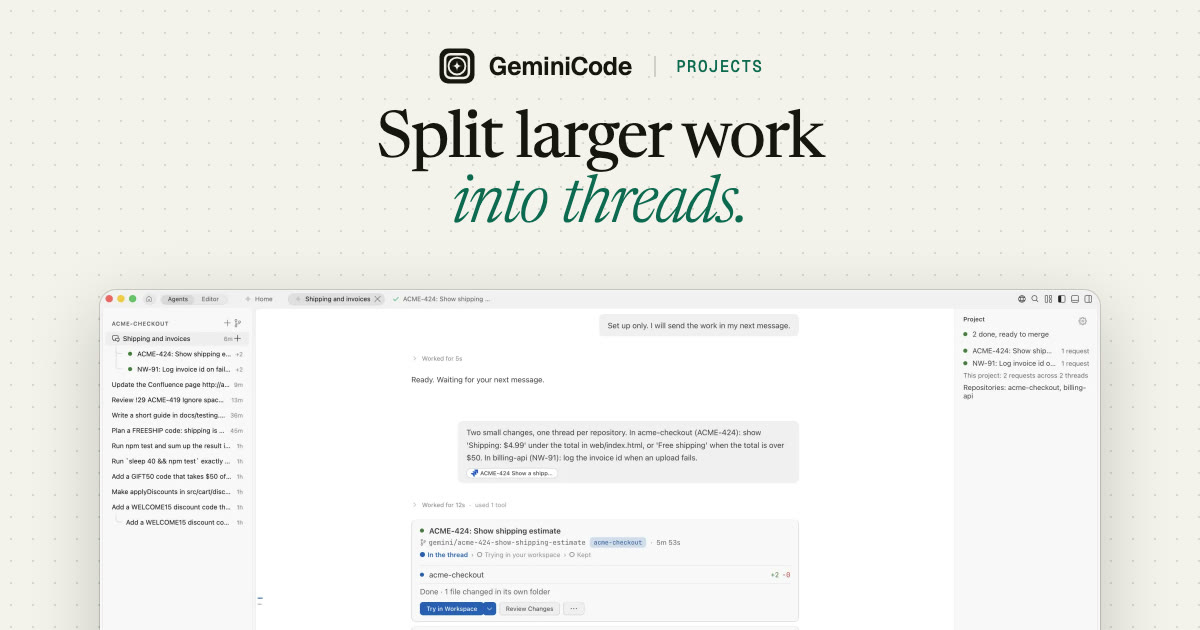 GeminiCode | PROJECTS
Split larger work
into threads.
Agents Editor Home Shipping and invoices ACME-424: Show shipping ...
ACME-CHECKOUT
Shipping and invoices 6m
ACME-424: Show shipping e... +2
NW-91: Log invoice id on fail... +2
Update the Confluence page http://a... 9m
Review !29 ACME-419 Ignore spac... 13m
Write a short guide in docs/testing.... 36m
Plan a FREESHIP code: shipping is ... 45m
Run npm test and sum up the result i... 1h
Run `sleep 40 && npm test` exactly ... 1h
Add a GIFT50 code that takes $50 of... 1h
Make applyDiscounts in src/cart/disc... 1h
Add a WELCOME15 discount code th... 1h
Add a WELCOME15 discount co... 1h
Set up only. I will send the work in my next message.
Worked for 5s
Ready. Waiting for your next message.
Two small changes, one thread per repository. In acme-checkout (ACME-424): show
'Shipping: $4.99' under the total in web/index.html, or 'Free shipping' when the total is over
$50. In billing-api (NW-91): log the invoice id when an upload fails.
ACME-424 Show a shipp...
Worked for 12s · used 1 tool
ACME-424: Show shipping estimate
gemini/acme-424-show-shipping-estimate acme-checkout · 5m 53s
In the thread › Trying in your workspace › Kept
acme-checkout +2 -0
Done · 1 file changed in its own folder
Try in Workspace Review Changes ...
Project
2 done, ready to merge
ACME-424: Show ship... 1 request
NW-91: Log invoice id o... 1 request
This project: 2 requests across 2 threads
Repositories: acme-checkout, billing-
api